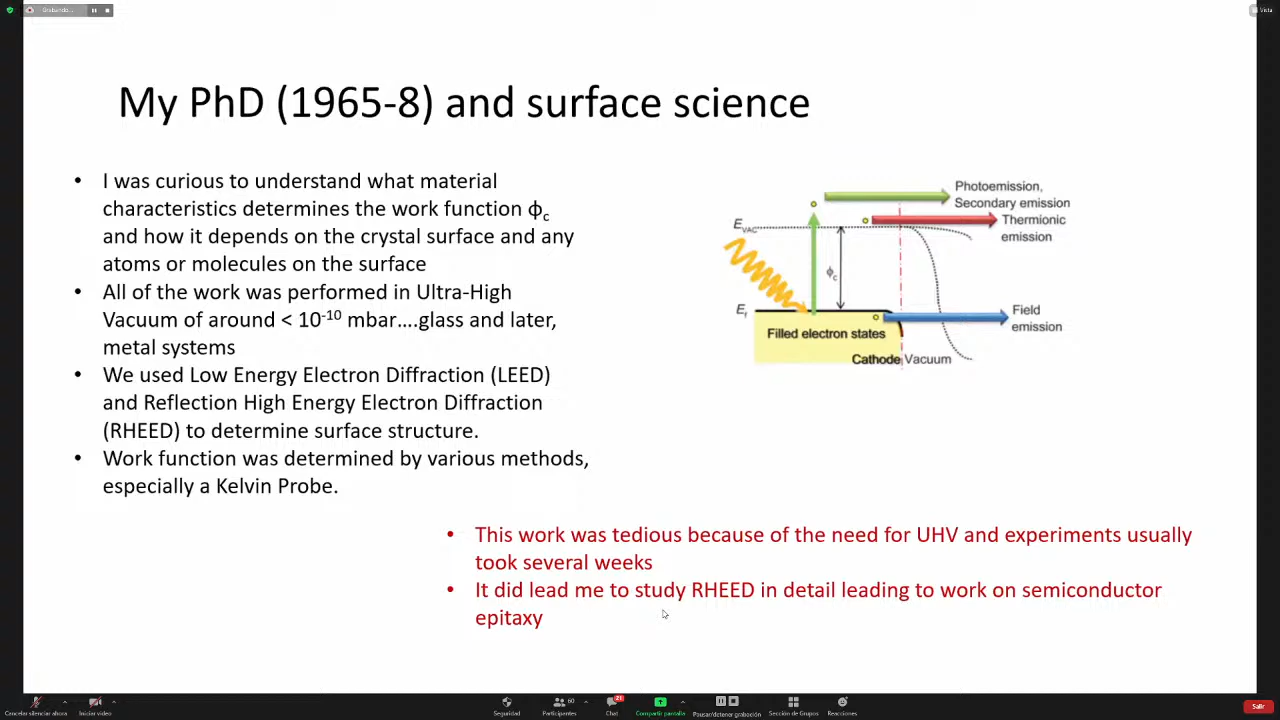 Grabando...
Vista
My PhD (1965-8) and surface science
• I was curious to understand what material
characteristics determines the work function ϕc
and how it depends on the crystal surface and any
atoms or molecules on the surface
• All of the work was performed in Ultra-High
Vacuum of around < 10-10 mbar....glass and later,
metal systems
• We used Low Energy Electron Diffraction (LEED)
and Reflection High Energy Electron Diffraction
(RHEED) to determine surface structure.
• Work function was determined by various methods,
especially a Kelvin Probe.
Photoemission,
Secondary emission
Thermionic
emission
EVAC
ϕc
Ef
Field
emission
Filled electron states
Cathode Vacuum
• This work was tedious because of the need for UHV and experiments usually
took several weeks
• It did lead me to study RHEED in detail leading to work on semiconductor
epitaxy
60
21
Cancelar silenciar ahora
Iniciar video
Seguridad
Participantes
Chat
Compartir pantalla
Pausar/detener grabación
Sección de Grupos
Reacciones
Salir